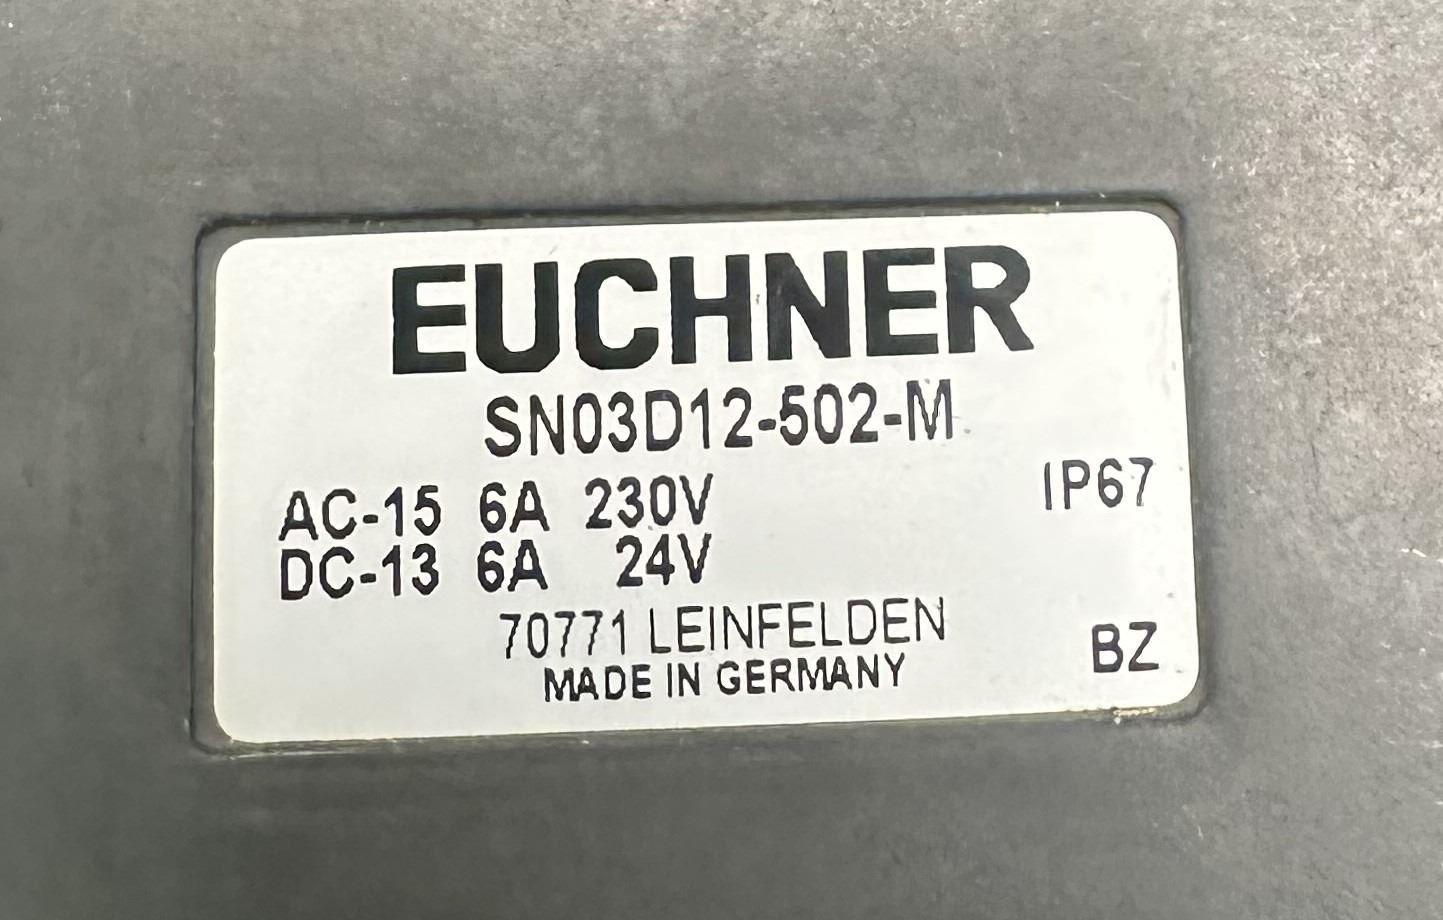 EUCHNER
SN03D12-502-M
AC-15 6A 230V IP67
DC-13 6A 24V
70771 LEINFELDEN
MADE IN GERMANY BZ